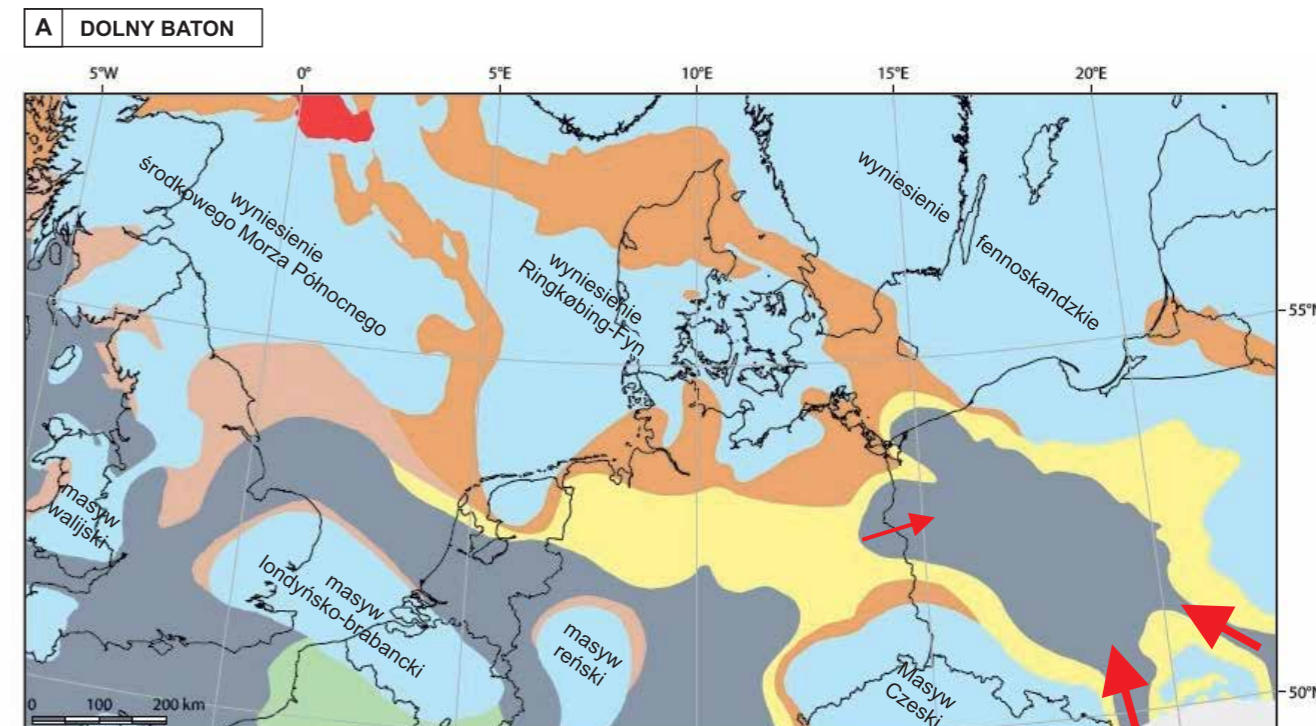 A DOLNY BATON
5°W 0° 5°E 10°E 15°E 20°E
wyniesienie
środkowego Morza Północnego
wyniesienie
Ringkøbing-Fyn
wyniesienie
fennoskandzkie
55°N
masyw
walijski
masyw
londyńsko-brabancki
masyw
reński
Masyw
Czeski
50°N
0 100 200 km